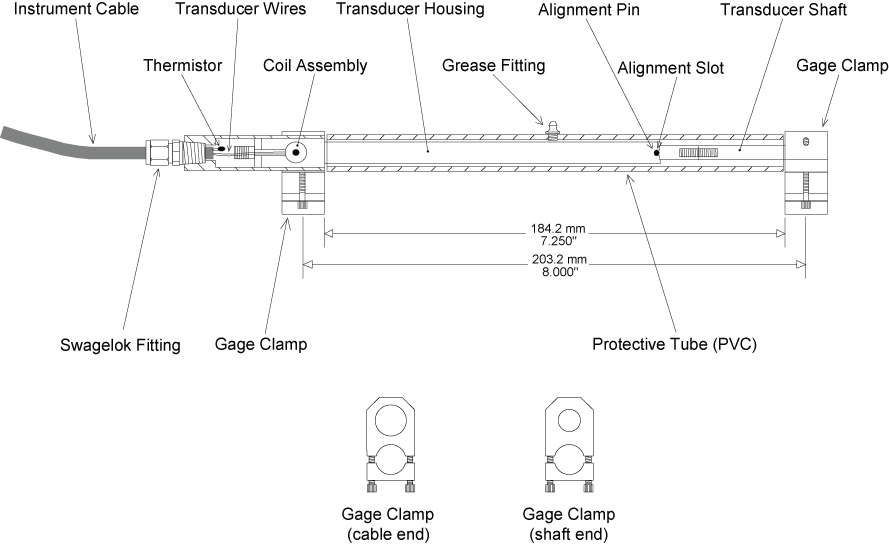 Instrument Cable
Transducer Wires
Transducer Housing
Alignment Pin
Transducer Shaft
Thermistor
Coil Assembly
Grease Fitting
Alignment Slot
Gage Clamp
184.2 mm
7.250"
203.2 mm
8.000"
Swagelok Fitting
Gage Clamp
Protective Tube (PVC)
Gage Clamp
(cable end)
Gage Clamp
(shaft end)